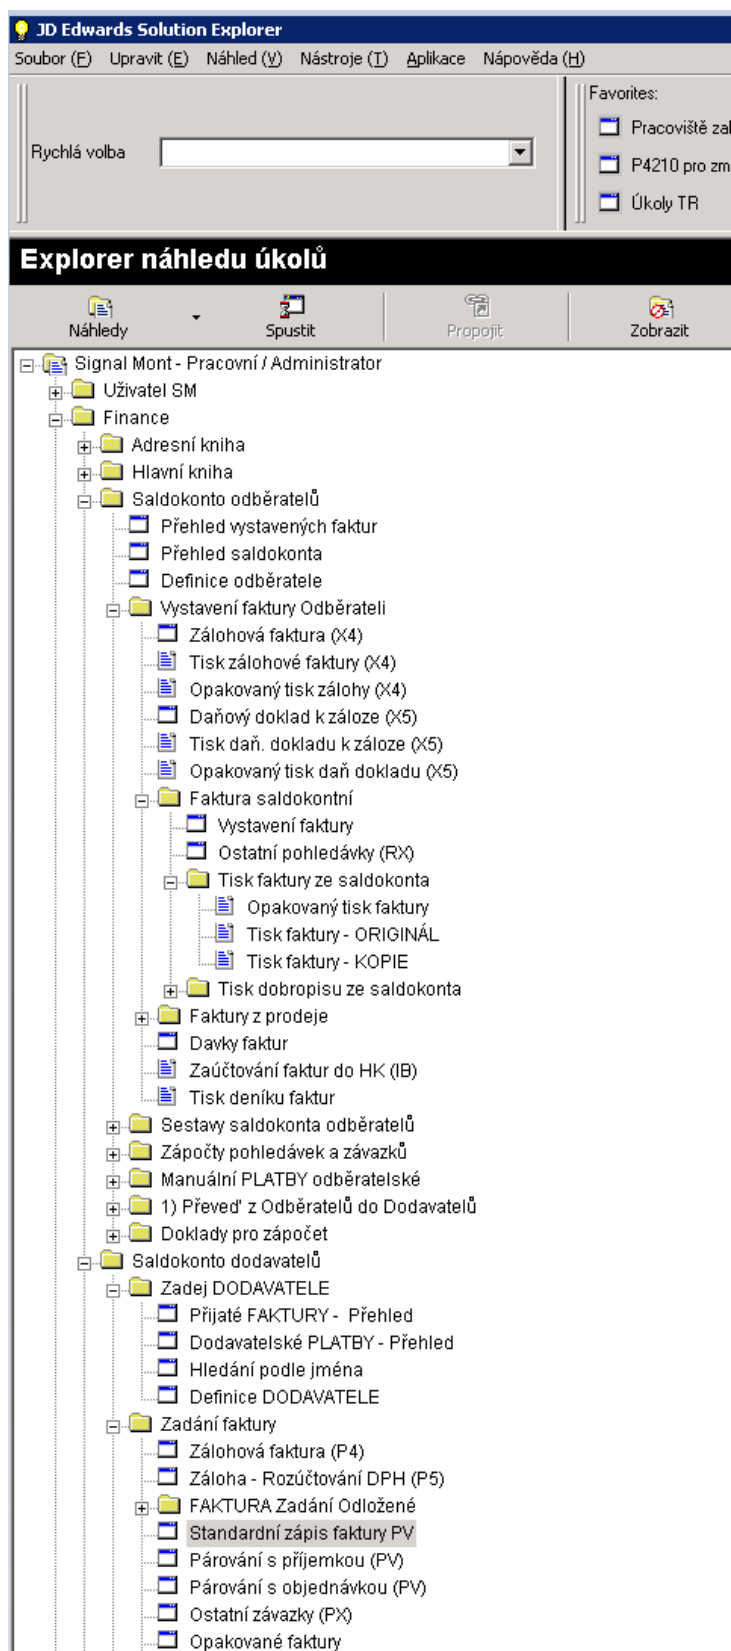 JD Edwards Solution Explorer
Soubor (F) Upravit (E) Náhled (V) Nástroje (T) Aplikace Nápověda (H)
Favorites:
Pracoviště
Rychlá volba
P4210 pro
Úkoly TR
Explorer náhledu úkolů
Náhledy Spustit Propojit Zobrazit
Signal Mont - Pracovní / Administrator
Uživatel SM
Finance
Adresní kniha
Hlavní kniha
Saldokonto odběratelů
Přehled vystavených faktur
Přehled saldokonta
Definice odběratele
Vystavení faktury Odběrateli
Zálohová faktura (X4)
Tisk zálohové faktury (X4)
Opakovaný tisk zálohy (X4)
Daňový doklad k záloze (X5)
Tisk daň. dokladu k záloze (X5)
Opakovaný tisk daň dokladu (X5)
Faktura saldokontní
Vystavení faktury
Ostatní pohledávky (RX)
Tisk faktury ze saldokonta
Opakovaný tisk faktury
Tisk faktury - ORIGINÁL
Tisk faktury - KOPIE
Tisk dobropisu ze saldokonta
Faktury z prodeje
Davky faktur
Zaúčtování faktur do HK (IB)
Tisk deníku faktur
Sestavy saldokonta odběratelů
Zápočty pohledávek a závazků
Manuální PLATBY odběratelské
1) Převeď z Odběratelů do Dodavatelů
Doklady pro zápočet
Saldokonto dodavatelů
Zadej DODAVATELE
Přijaté FAKTURY - Přehled
Dodavatelské PLATBY - Přehled
Hledání podle jména
Definice DODAVATELE
Zadání faktury
Zálohová faktura (P4)
Záloha - Rozúčtování DPH (P5)
FAKTURA Zadání Odložené
Standardní zápis faktury PV
Párování s příjemkou (PV)
Párování s objednávkou (PV)
Ostatní závazky (PX)
Opakované faktury